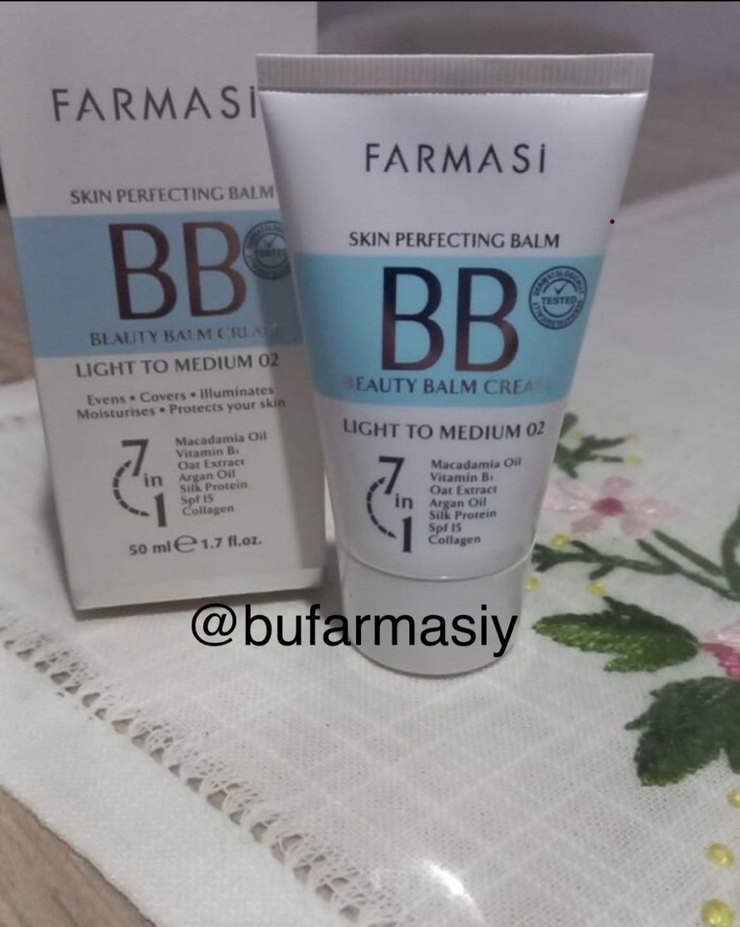 FARMASİ
SKIN PERFECTING BALM
BB
TESTED
BEAUTY BALM CREAM
LIGHT TO MEDIUM 02
Evens • Covers • Illuminates
Moisturises • Protects your skin
7 in 1
Macadamia Oil
Vitamin B₃
Oat Extract
Argan Oil
Silk Protein
Spf 15
Collagen
50 ml ℮ 1.7 fl.oz.
FARMASİ
SKIN PERFECTING BALM
BB
DERMATOLOGICALLY
TESTED
BEAUTY BALM CREAM
LIGHT TO MEDIUM 02
7 in 1
Macadamia Oil
Vitamin B₃
Oat Extract
Argan Oil
Silk Protein
Spf 15
Collagen
@bufarmasiy